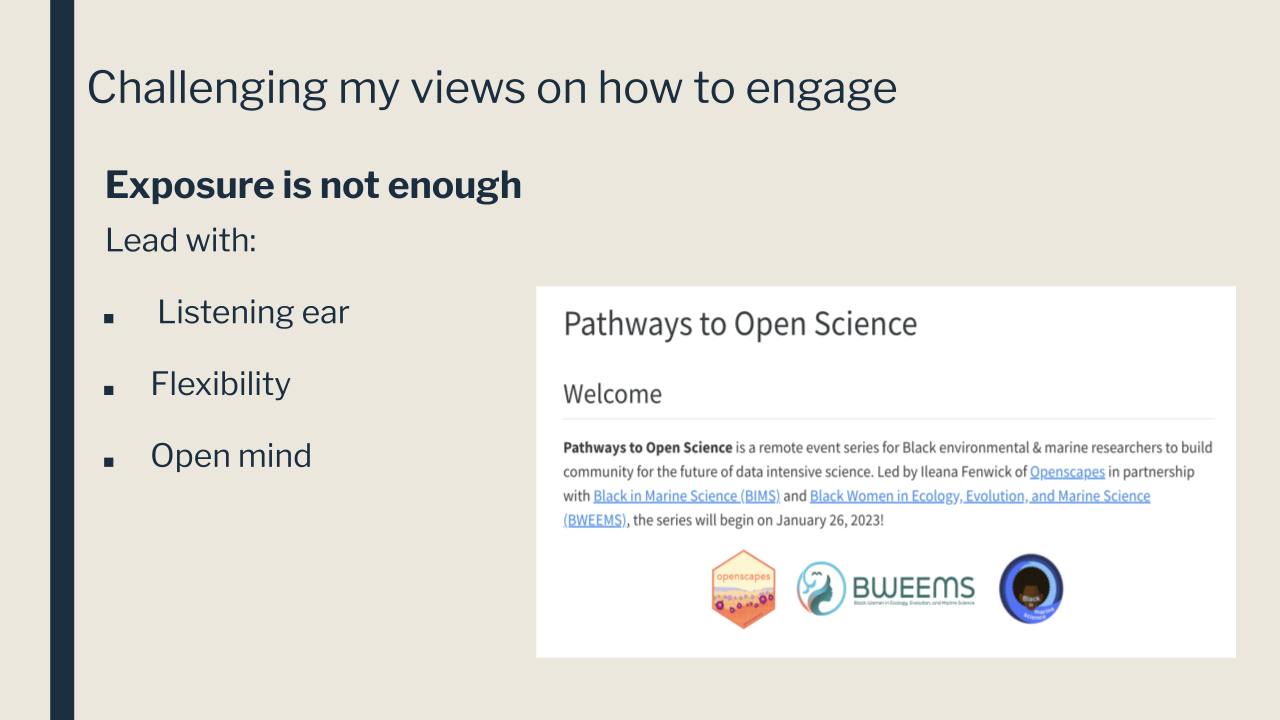 Challenging my views on how to engage
Exposure is not enough
Lead with:
▪ Listening ear
▪ Flexibility
▪ Open mind
Pathways to Open Science
Welcome
Pathways to Open Science is a remote event series for Black environmental & marine researchers to build
community for the future of data intensive science. Led by Ileana Fenwick of Openscapes in partnership
with Black in Marine Science (BIMS) and Black Women in Ecology, Evolution, and Marine Science
(BWEEMS), the series will begin on January 26, 2023!
openscapes
BWEEMS
Black Women in Ecology, Evolution, and Marine Science
Black
in
marine
science